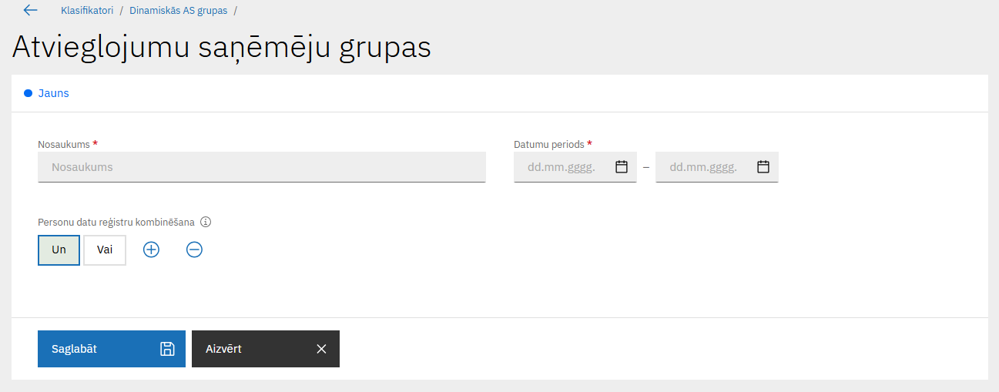 Klasifikatori / Dinamiskās AS grupas /
Atvieglojumu saņēmēju grupas
Jauns
Nosaukums * Datumu periods *
Nosaukums dd.mm.gggg. – dd.mm.gggg.
Personu datu reģistru kombinēšana
Un Vai
Saglabāt Aizvērt